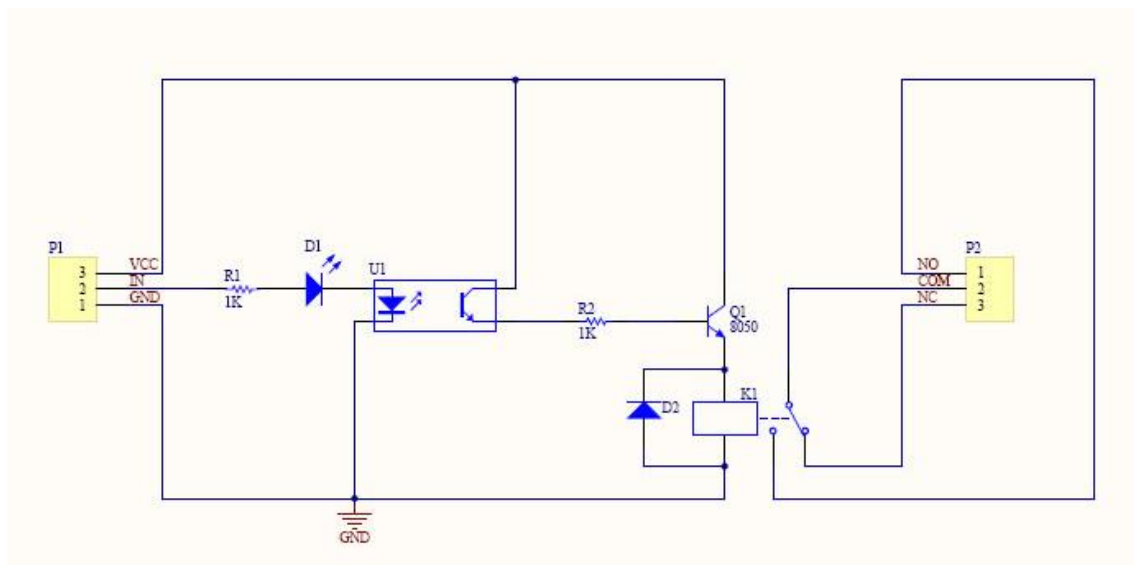 P1
3
VCC
2
IN
1
GND
R1
1K
D1
U1
R2
1K
Q1
8050
D2
K1
GND
P2
NO
1
COM
2
NC
3